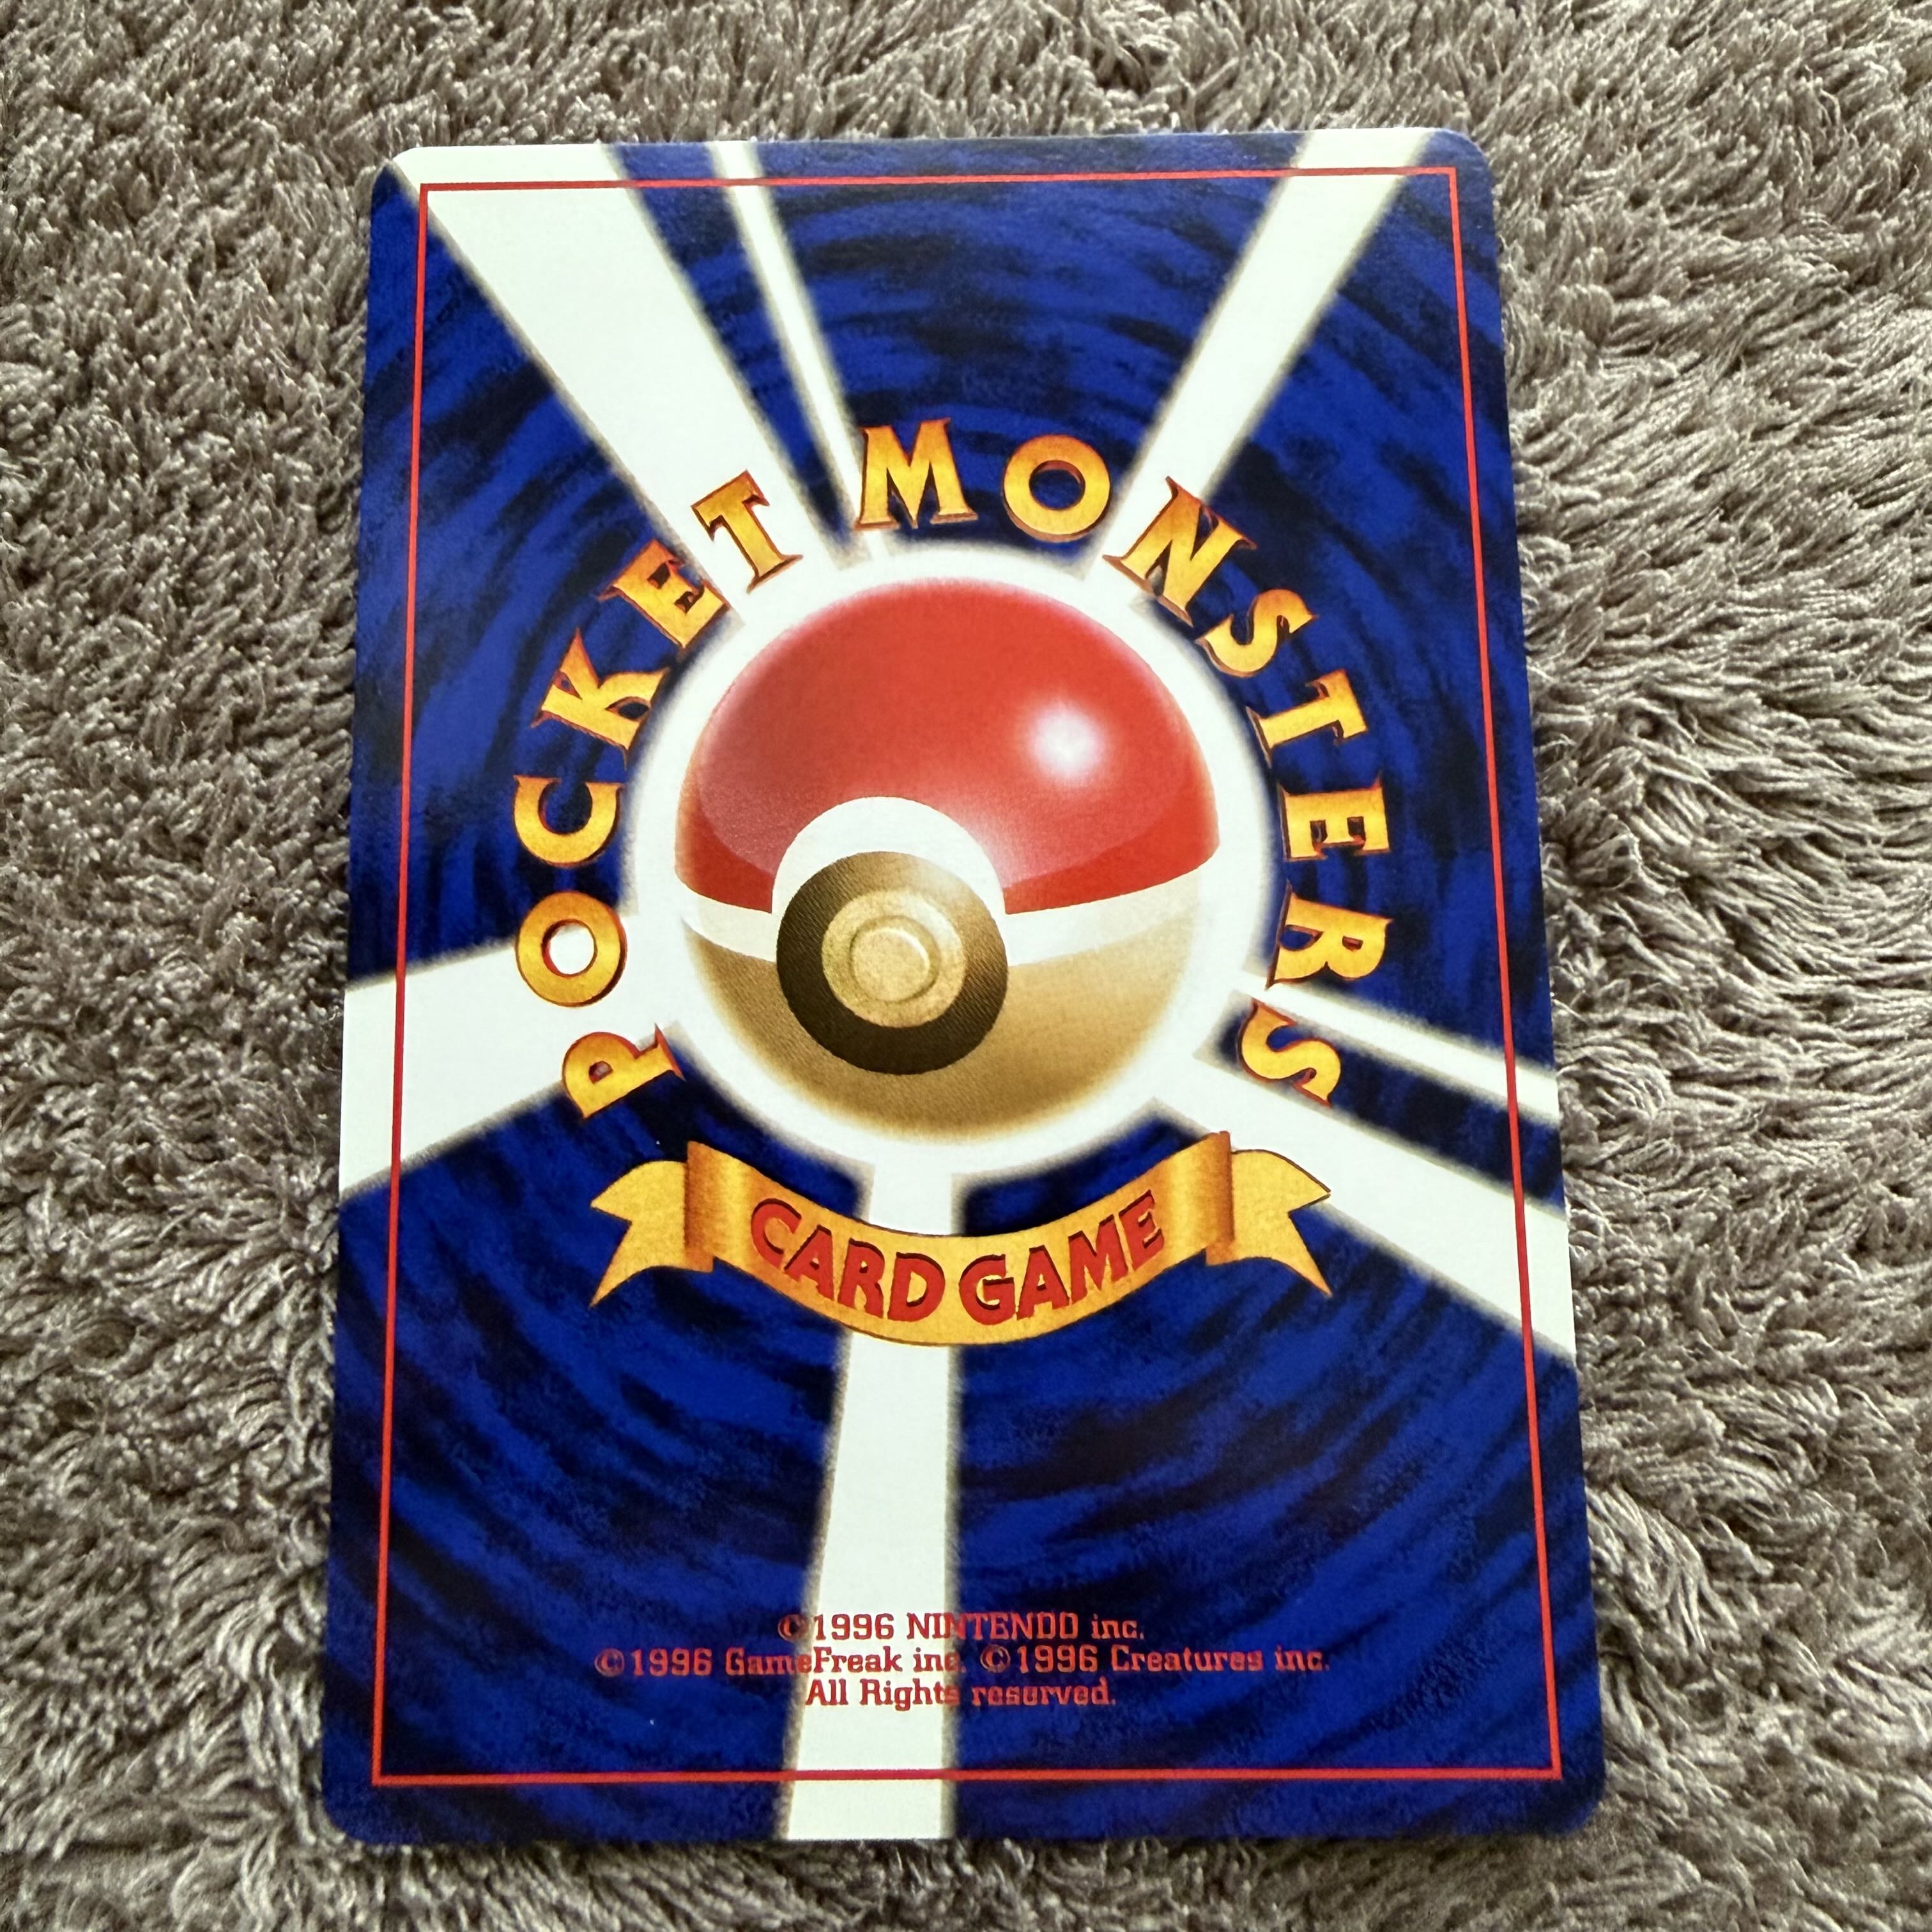 POCKET MONSTERS
CARD GAME
©1996 NINTENDO inc.
©1996 GameFreak inc. ©1996 Creatures inc.
All Rights reserved.